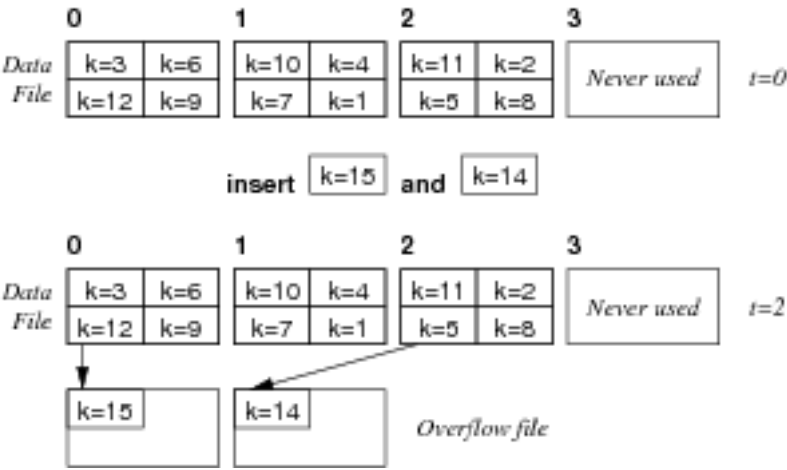 0 1 2 3
Data File
k=3 k=6 k=10 k=4 k=11 k=2
k=12 k=9 k=7 k=1 k=5 k=8
Never used t=0
insert k=15 and k=14
0 1 2 3
Data File
k=3 k=6 k=10 k=4 k=11 k=2
k=12 k=9 k=7 k=1 k=5 k=8
Never used t=2
k=15 k=14 Overflow file